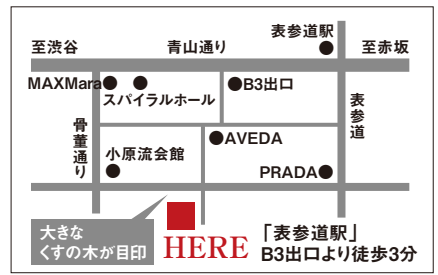 表参道駅
至渋谷
青山通り
至赤坂
MAXMara
スパイラルホール
B3出口
骨董通り
表参道
AVEDA
小原流会館
PRADA
大きな
くすの木が目印
HERE
「表参道駅」
B3出口より徒歩3分